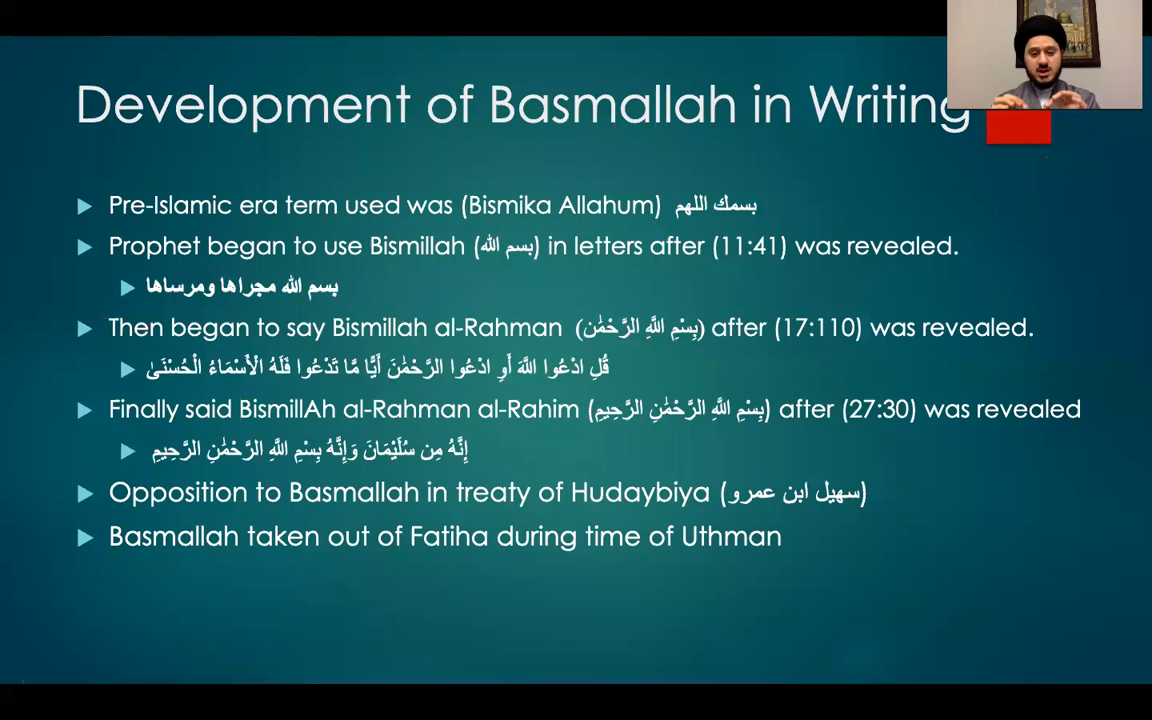 Development of Basmallah in Writing
Pre-Islamic era term used was (Bismika Allahum) بسمك اللهم
Prophet began to use Bismillah (بسم الله) in letters after (11:41) was revealed.
بسم الله مجراها ومرساها
Then began to say Bismillah al-Rahman (بِسْمِ اللَّهِ الرَّحْمَٰن) after (17:110) was revealed.
قُلِ ادْعُوا اللَّهَ أَوِ ادْعُوا الرَّحْمَٰنَ أَيًّا مَّا تَدْعُوا فَلَهُ الْأَسْمَاءُ الْحُسْنَىٰ
Finally said BismillAh al-Rahman al-Rahim (بِسْمِ اللَّهِ الرَّحْمَٰنِ الرَّحِيمِ) after (27:30) was revealed
إِنَّهُ مِن سُلَيْمَانَ وَإِنَّهُ بِسْمِ اللَّهِ الرَّحْمَٰنِ الرَّحِيمِ
Opposition to Basmallah in treaty of Hudaybiya (سهيل ابن عمرو)
Basmallah taken out of Fatiha during time of Uthman